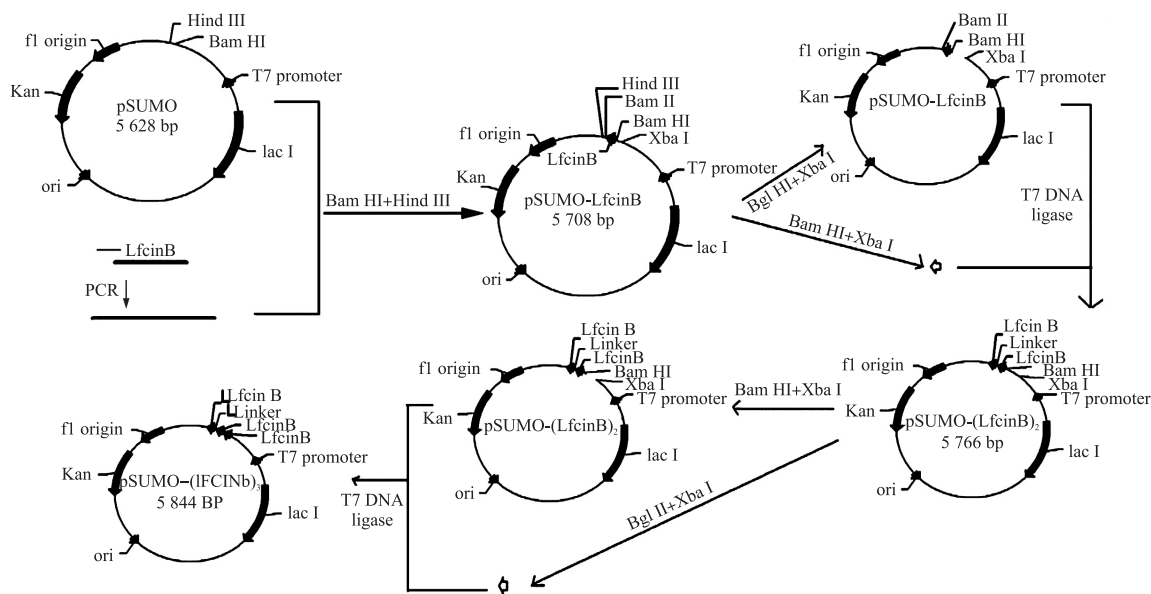 Hind III
Bam HI
f1 origin
T7 promoter
Kan
pSUMO
5 628 bp
lac I
ori
LfcinB
PCR
Bam HI+Hind III
Hind III
Bam II
Bam HI
Xba I
f1 origin
LfcinB
T7 promoter
Kan
pSUMO-LfcinB
5 708 bp
lac I
ori
Bgl HI+Xba I
Bam HI+Xba I
Bam II
Bam HI
Xba I
f1 origin
T7 promoter
Kan
pSUMO-LfcinB
lac I
ori
T7 DNA
ligase
Lfcin B
Linker
LfcinB
Bam HI
Xba I
T7 promoter
f1 origin
Kan
pSUMO-(LfcinB)2
5 766 bp
lac I
ori
Bam HI+Xba I
Bgl II+Xba I
Lfcin B
Linker
LfcinB
Bam HI
Xba I
T7 promoter
f1 origin
Kan
pSUMO-(LfcinB)2
lac I
ori
T7 DNA
ligase
Lfcin B
Linker
LfcinB
LfcinB
f1 origin
T7 promoter
Kan
pSUMO–(lFCINb)3
5 844 BP
lac I
ori